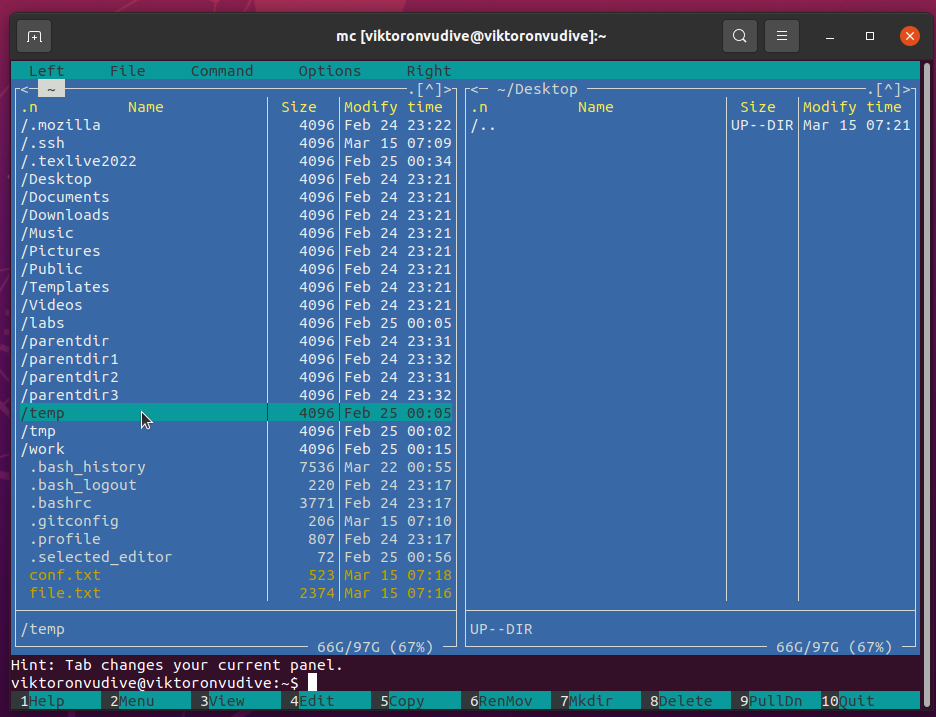 mc [viktoronvudive@viktoronvudive]:~
Left File Command Options Right
<─ ~ ─.[^]>
.n Name Size Modify time
/.mozilla 4096 Feb 24 23:22
/.ssh 4096 Mar 15 07:09
/.texlive2022 4096 Feb 25 00:34
/Desktop 4096 Feb 24 23:21
/Documents 4096 Feb 24 23:21
/Downloads 4096 Feb 24 23:21
/Music 4096 Feb 24 23:21
/Pictures 4096 Feb 24 23:21
/Public 4096 Feb 24 23:21
/Templates 4096 Feb 24 23:21
/Videos 4096 Feb 24 23:21
/labs 4096 Feb 25 00:05
/parentdir 4096 Feb 24 23:31
/parentdir1 4096 Feb 24 23:32
/parentdir2 4096 Feb 24 23:31
/parentdir3 4096 Feb 24 23:32
/temp 4096 Feb 25 00:05
/tmp 4096 Feb 25 00:02
/work 4096 Feb 25 00:15
.bash_history 7536 Mar 22 00:55
.bash_logout 220 Feb 24 23:17
.bashrc 3771 Feb 24 23:17
.gitconfig 206 Mar 15 07:10
.profile 807 Feb 24 23:17
.selected_editor 72 Feb 25 00:56
conf.txt 523 Mar 15 07:18
file.txt 2374 Mar 15 07:16
/temp
66G/97G (67%)
<─ ~/Desktop ─.[^]>
.n Name Size Modify time
/.. UP--DIR Mar 15 07:21
UP--DIR
66G/97G (67%)
Hint: Tab changes your current panel.
viktoronvudive@viktoronvudive:~$
1Help 2Menu 3View 4Edit 5Copy 6RenMov 7Mkdir 8Delete 9PullDn 10Quit